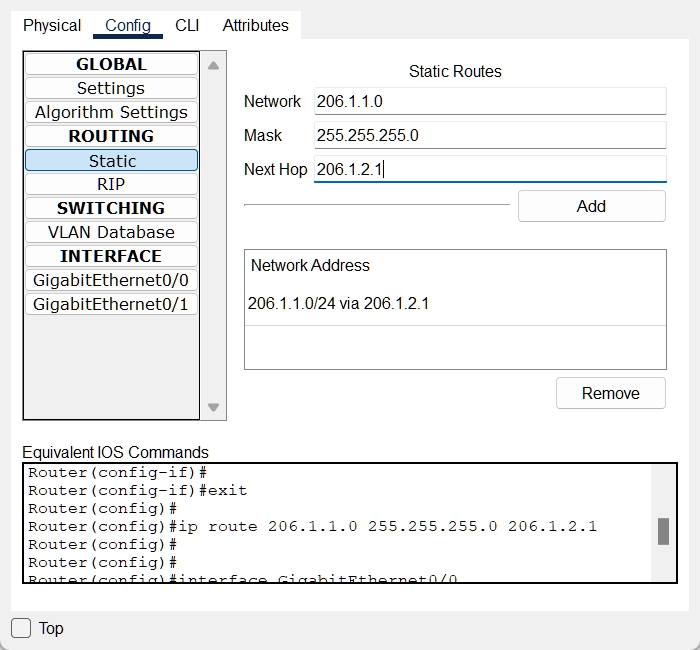 Physical Config CLI Attributes
GLOBAL
Settings
Algorithm Settings
ROUTING
Static
RIP
SWITCHING
VLAN Database
INTERFACE
GigabitEthernet0/0
GigabitEthernet0/1
Static Routes
Network 206.1.1.0
Mask 255.255.255.0
Next Hop 206.1.2.1
Add
Network Address
206.1.1.0/24 via 206.1.2.1
Remove
Equivalent IOS Commands
Router(config-if)#
Router(config-if)#exit
Router(config)#
Router(config)#ip route 206.1.1.0 255.255.255.0 206.1.2.1
Router(config)#
Router(config)#
Router(config)#interface GigabitEthernet0/0
Top